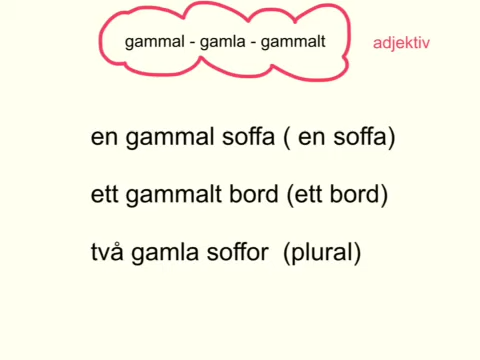 gammal - gamla - gammalt adjektiv
en gammal soffa ( en soffa)
ett gammalt bord (ett bord)
två gamla soffor  (plural)